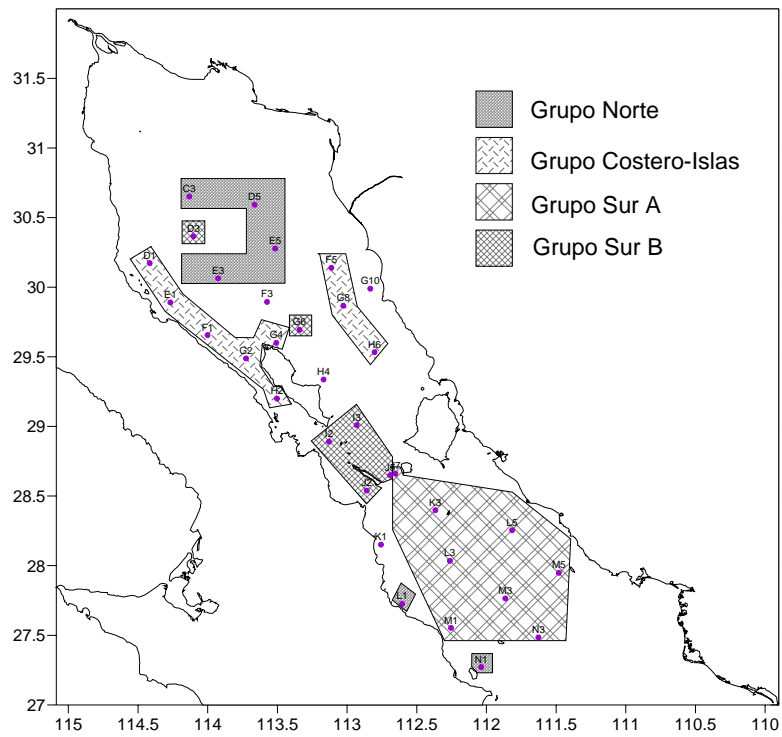 31.5
31
30.5
30
29.5
29
28.5
28
27.5
27
Grupo Norte
Grupo Costero-Islas
Grupo Sur A
Grupo Sur B
C3
D5
D3
E5
D1
E3
F5
E1
F3
G10
G8
F1
G6
G4
G2
H6
H4
H2
I3
I2
J2
K3
L5
K1
L3
M5
L1
M3
M1
N3
N1
115 114.5 114 113.5 113 112.5 112 111.5 111 110.5 110